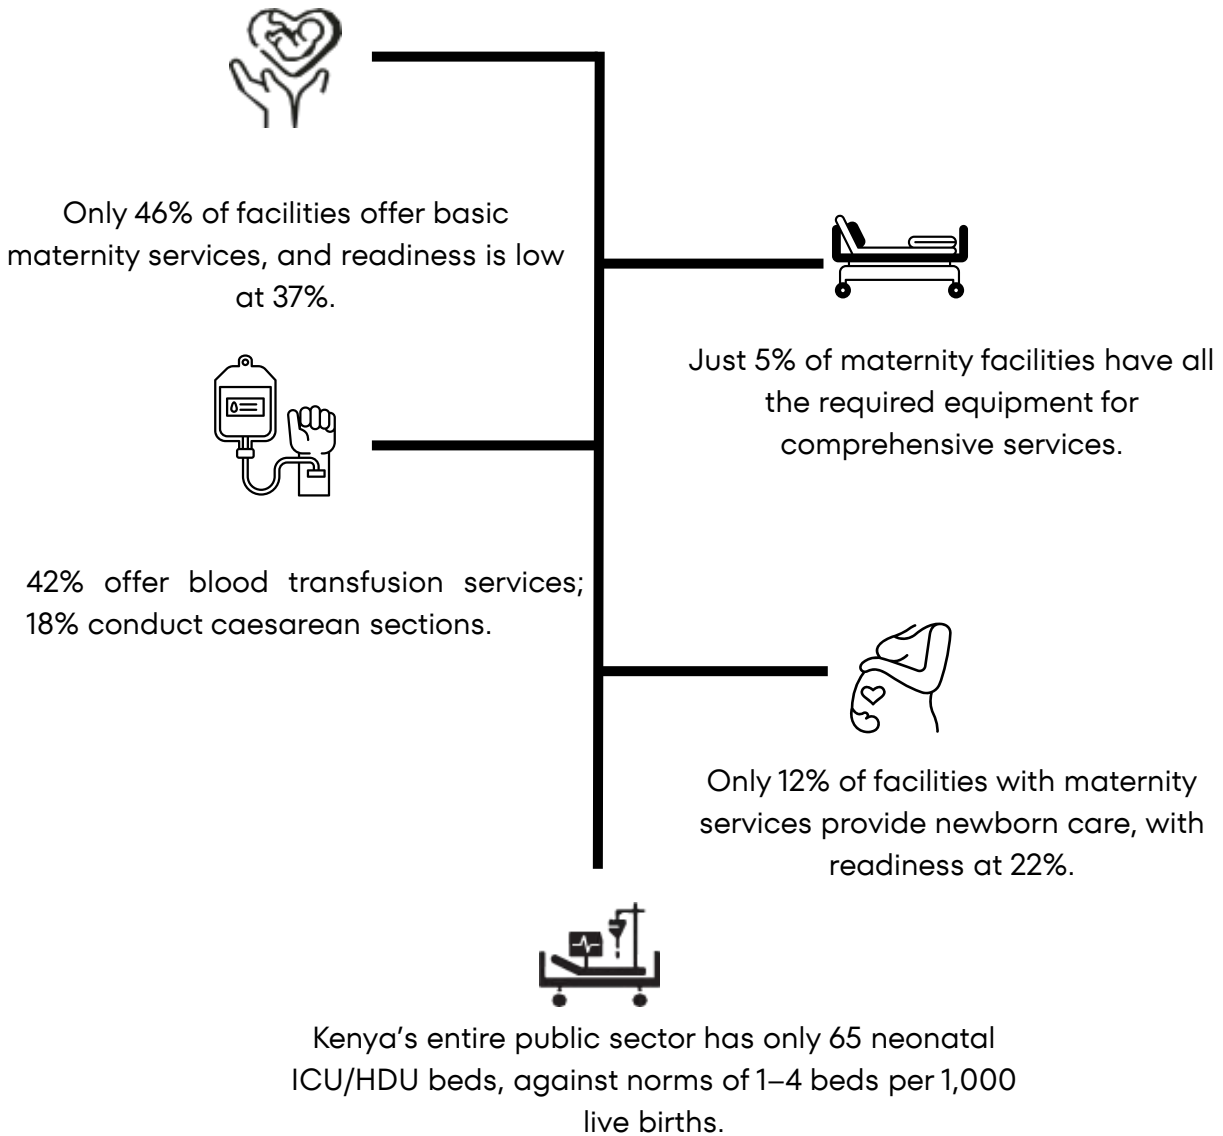 Only 46% of facilities offer basic
maternity services, and readiness is low
at 37%.
Just 5% of maternity facilities have all
the required equipment for
comprehensive services.
42% offer blood transfusion services;
18% conduct caesarean sections.
Only 12% of facilities with maternity
services provide newborn care, with
readiness at 22%.
Kenya’s entire public sector has only 65 neonatal
ICU/HDU beds, against norms of 1–4 beds per 1,000
live births.